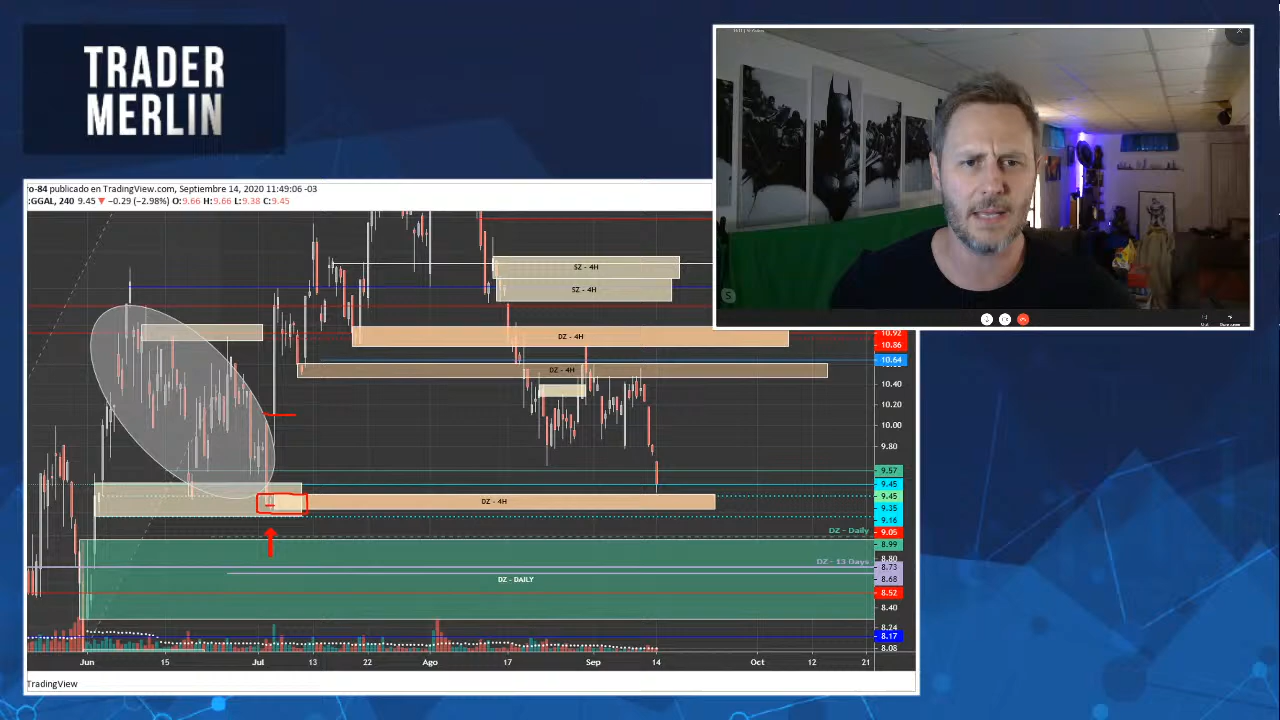 TRADER
MERLIN
o-84 publicado en TradingView.com, Septiembre 14, 2020 11:49:06 -03
:GGAL, 240 9.45 ▼ −0.29 (−2.98%) O:9.66 H:9.66 L:9.38 C:9.45
SZ - 4H
SZ - 4H
DZ - 4H
DZ - 4H
DZ - 4H
DZ - Daily
DZ - 13 Days
DZ - DAILY
10.92
10.86
10.64
10.40
10.20
10.00
9.80
9.57
9.45
9.45
9.35
9.16
9.05
8.99
8.80
8.73
8.68
8.52
8.40
8.24
8.17
8.08
Jun 15 Jul 13 22 Ago 17 Sep 14 Oct 12 21
TradingView